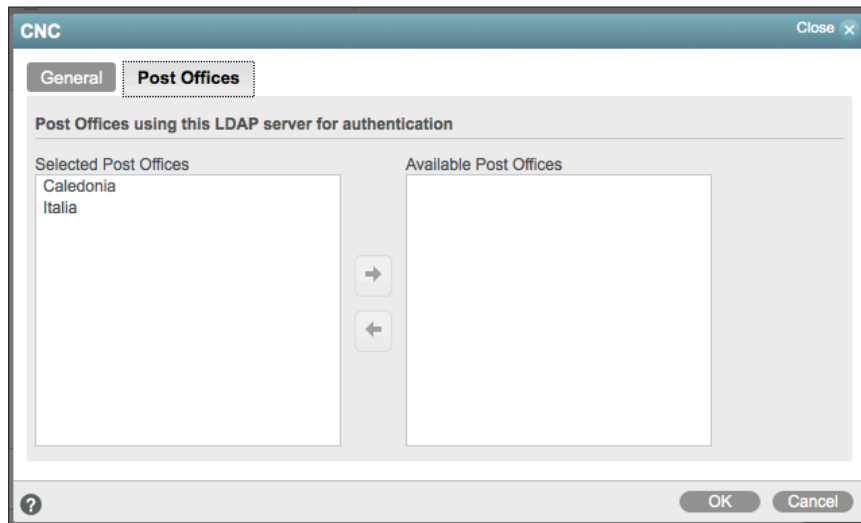 CNC
Close
General
Post Offices
Post Offices using this LDAP server for authentication
Selected Post Offices
Available Post Offices
Caledonia
Italia
?
OK
Cancel